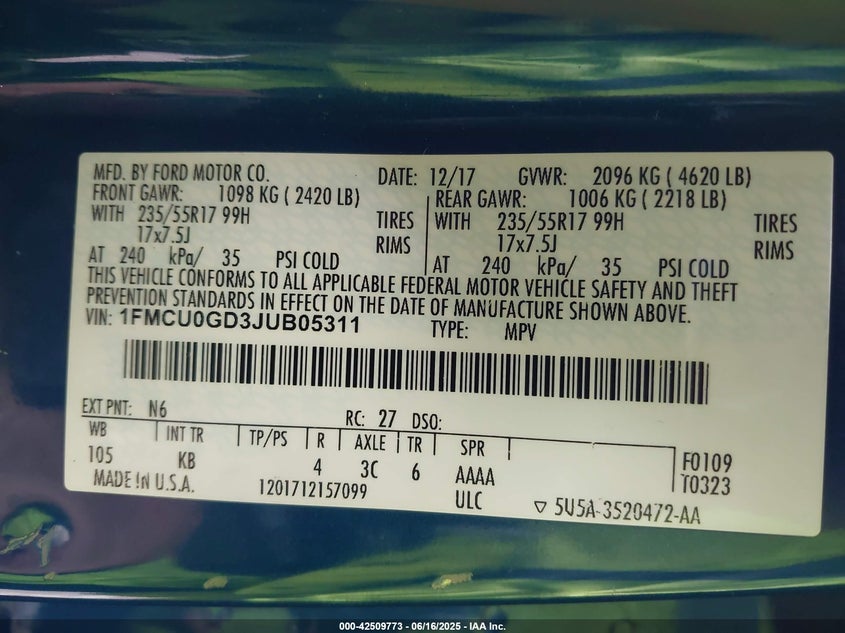 MFD. BY FORD MOTOR CO. DATE: 12/17 GVWR: 2096 KG ( 4620 LB)
FRONT GAWR: 1098 KG ( 2420 LB) REAR GAWR: 1006 KG ( 2218 LB)
WITH 235/55R17 99H TIRES WITH 235/55R17 99H TIRES
17x7.5J RIMS 17x7.5J RIMS
AT 240 kPa/ 35 PSI COLD AT 240 kPa/ 35 PSI COLD
THIS VEHICLE CONFORMS TO ALL APPLICABLE FEDERAL MOTOR VEHICLE SAFETY AND THEFT
PREVENTION STANDARDS IN EFFECT ON THE DATE OF MANUFACTURE SHOWN ABOVE.
VIN: 1FMCU0GD3JUB05311 TYPE: MPV
EXT PNT: N6 RC: 27 DSO:
WB INT TR TP/PS R AXLE TR SPR
105 KB 4 3C 6 AAAA F0109
MADE IN U.S.A. 1201712157099 ULC T0323
▽ 5U5A-3520472-AA
000-42509773 - 06/16/2025 - IAA Inc.